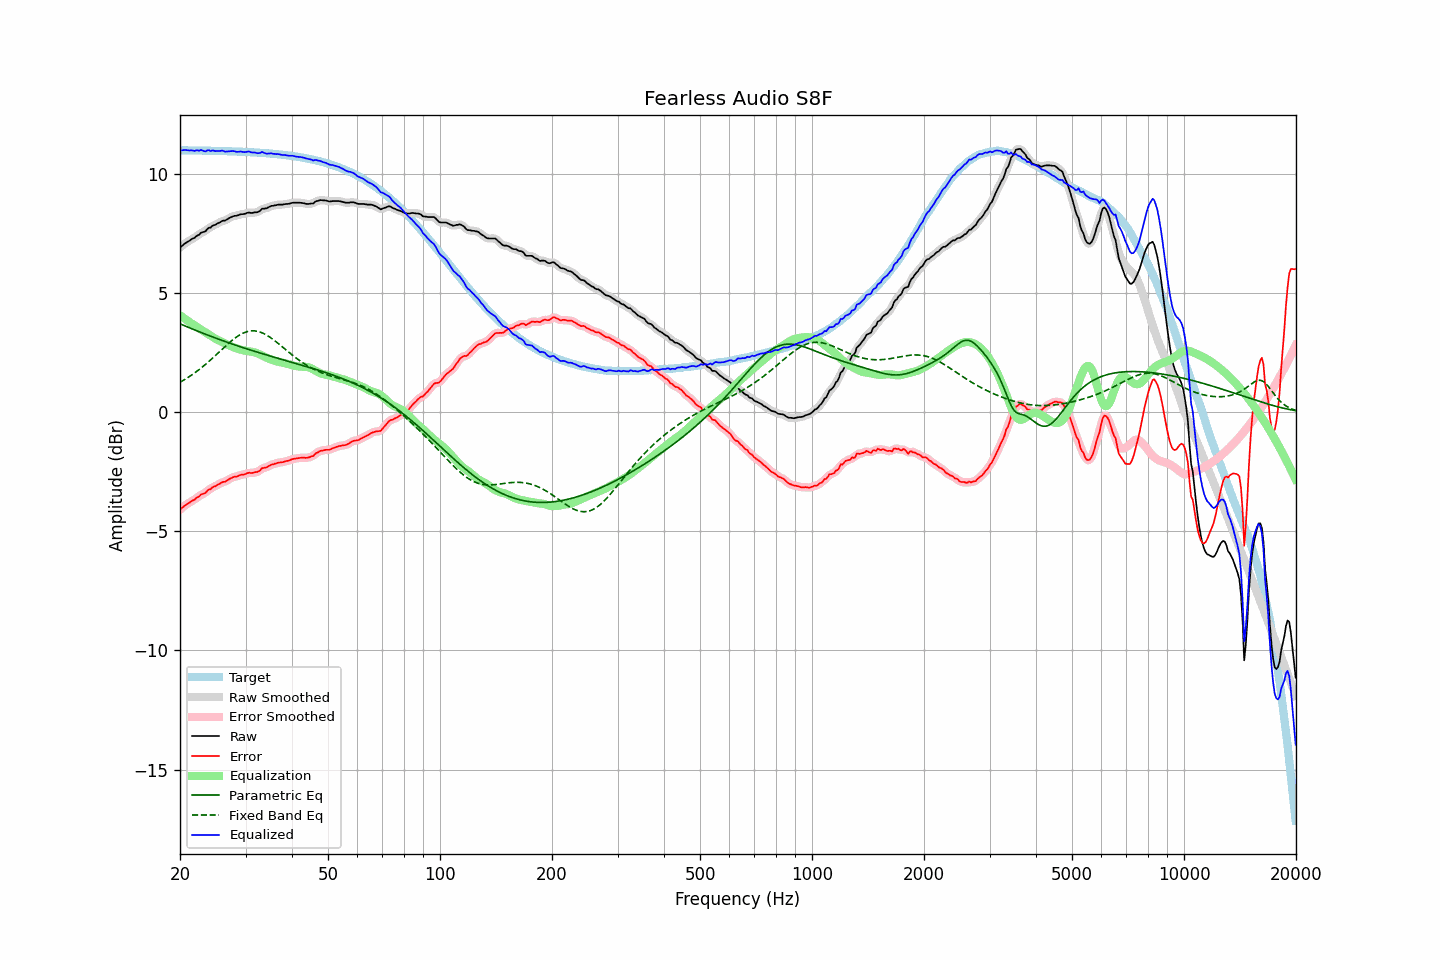 Fearless Audio S8F
Amplitude (dBr)
10
5
0
−5
−10
−15
Target
Raw Smoothed
Error Smoothed
Raw
Error
Equalization
Parametric Eq
Fixed Band Eq
Equalized
20 50 100 200 500 1000 2000 5000 10000 20000
Frequency (Hz)